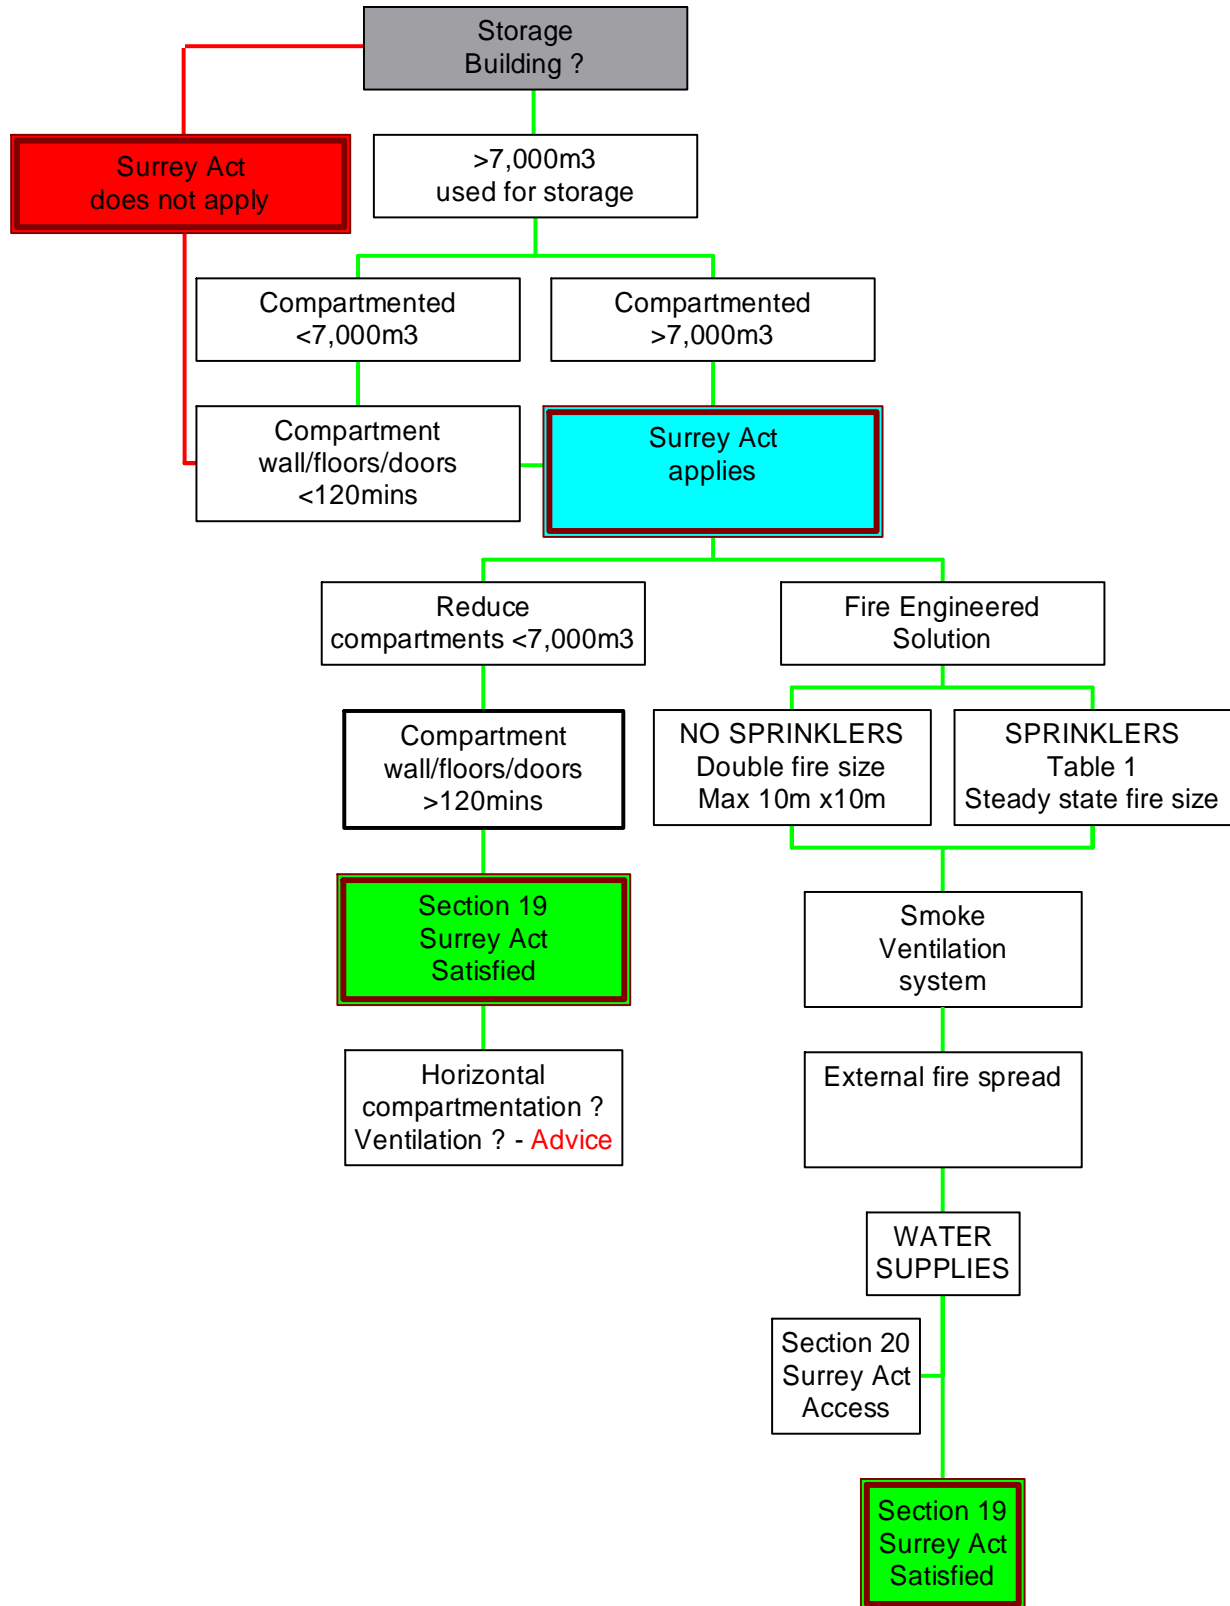 Storage
Building ?
Surrey Act
does not apply
>7,000m3
used for storage
Compartmented
<7,000m3
Compartmented
>7,000m3
Compartment
wall/floors/doors
<120mins
Surrey Act
applies
Reduce
compartments <7,000m3
Fire Engineered
Solution
Compartment
wall/floors/doors
>120mins
NO SPRINKLERS
Double fire size
Max 10m x10m
SPRINKLERS
Table 1
Steady state fire size
Section 19
Surrey Act
Satisfied
Smoke
Ventilation
system
Horizontal
compartmentation ?
Ventilation ? - Advice
External fire spread
WATER
SUPPLIES
Section 20
Surrey Act
Access
Section 19
Surrey Act
Satisfied